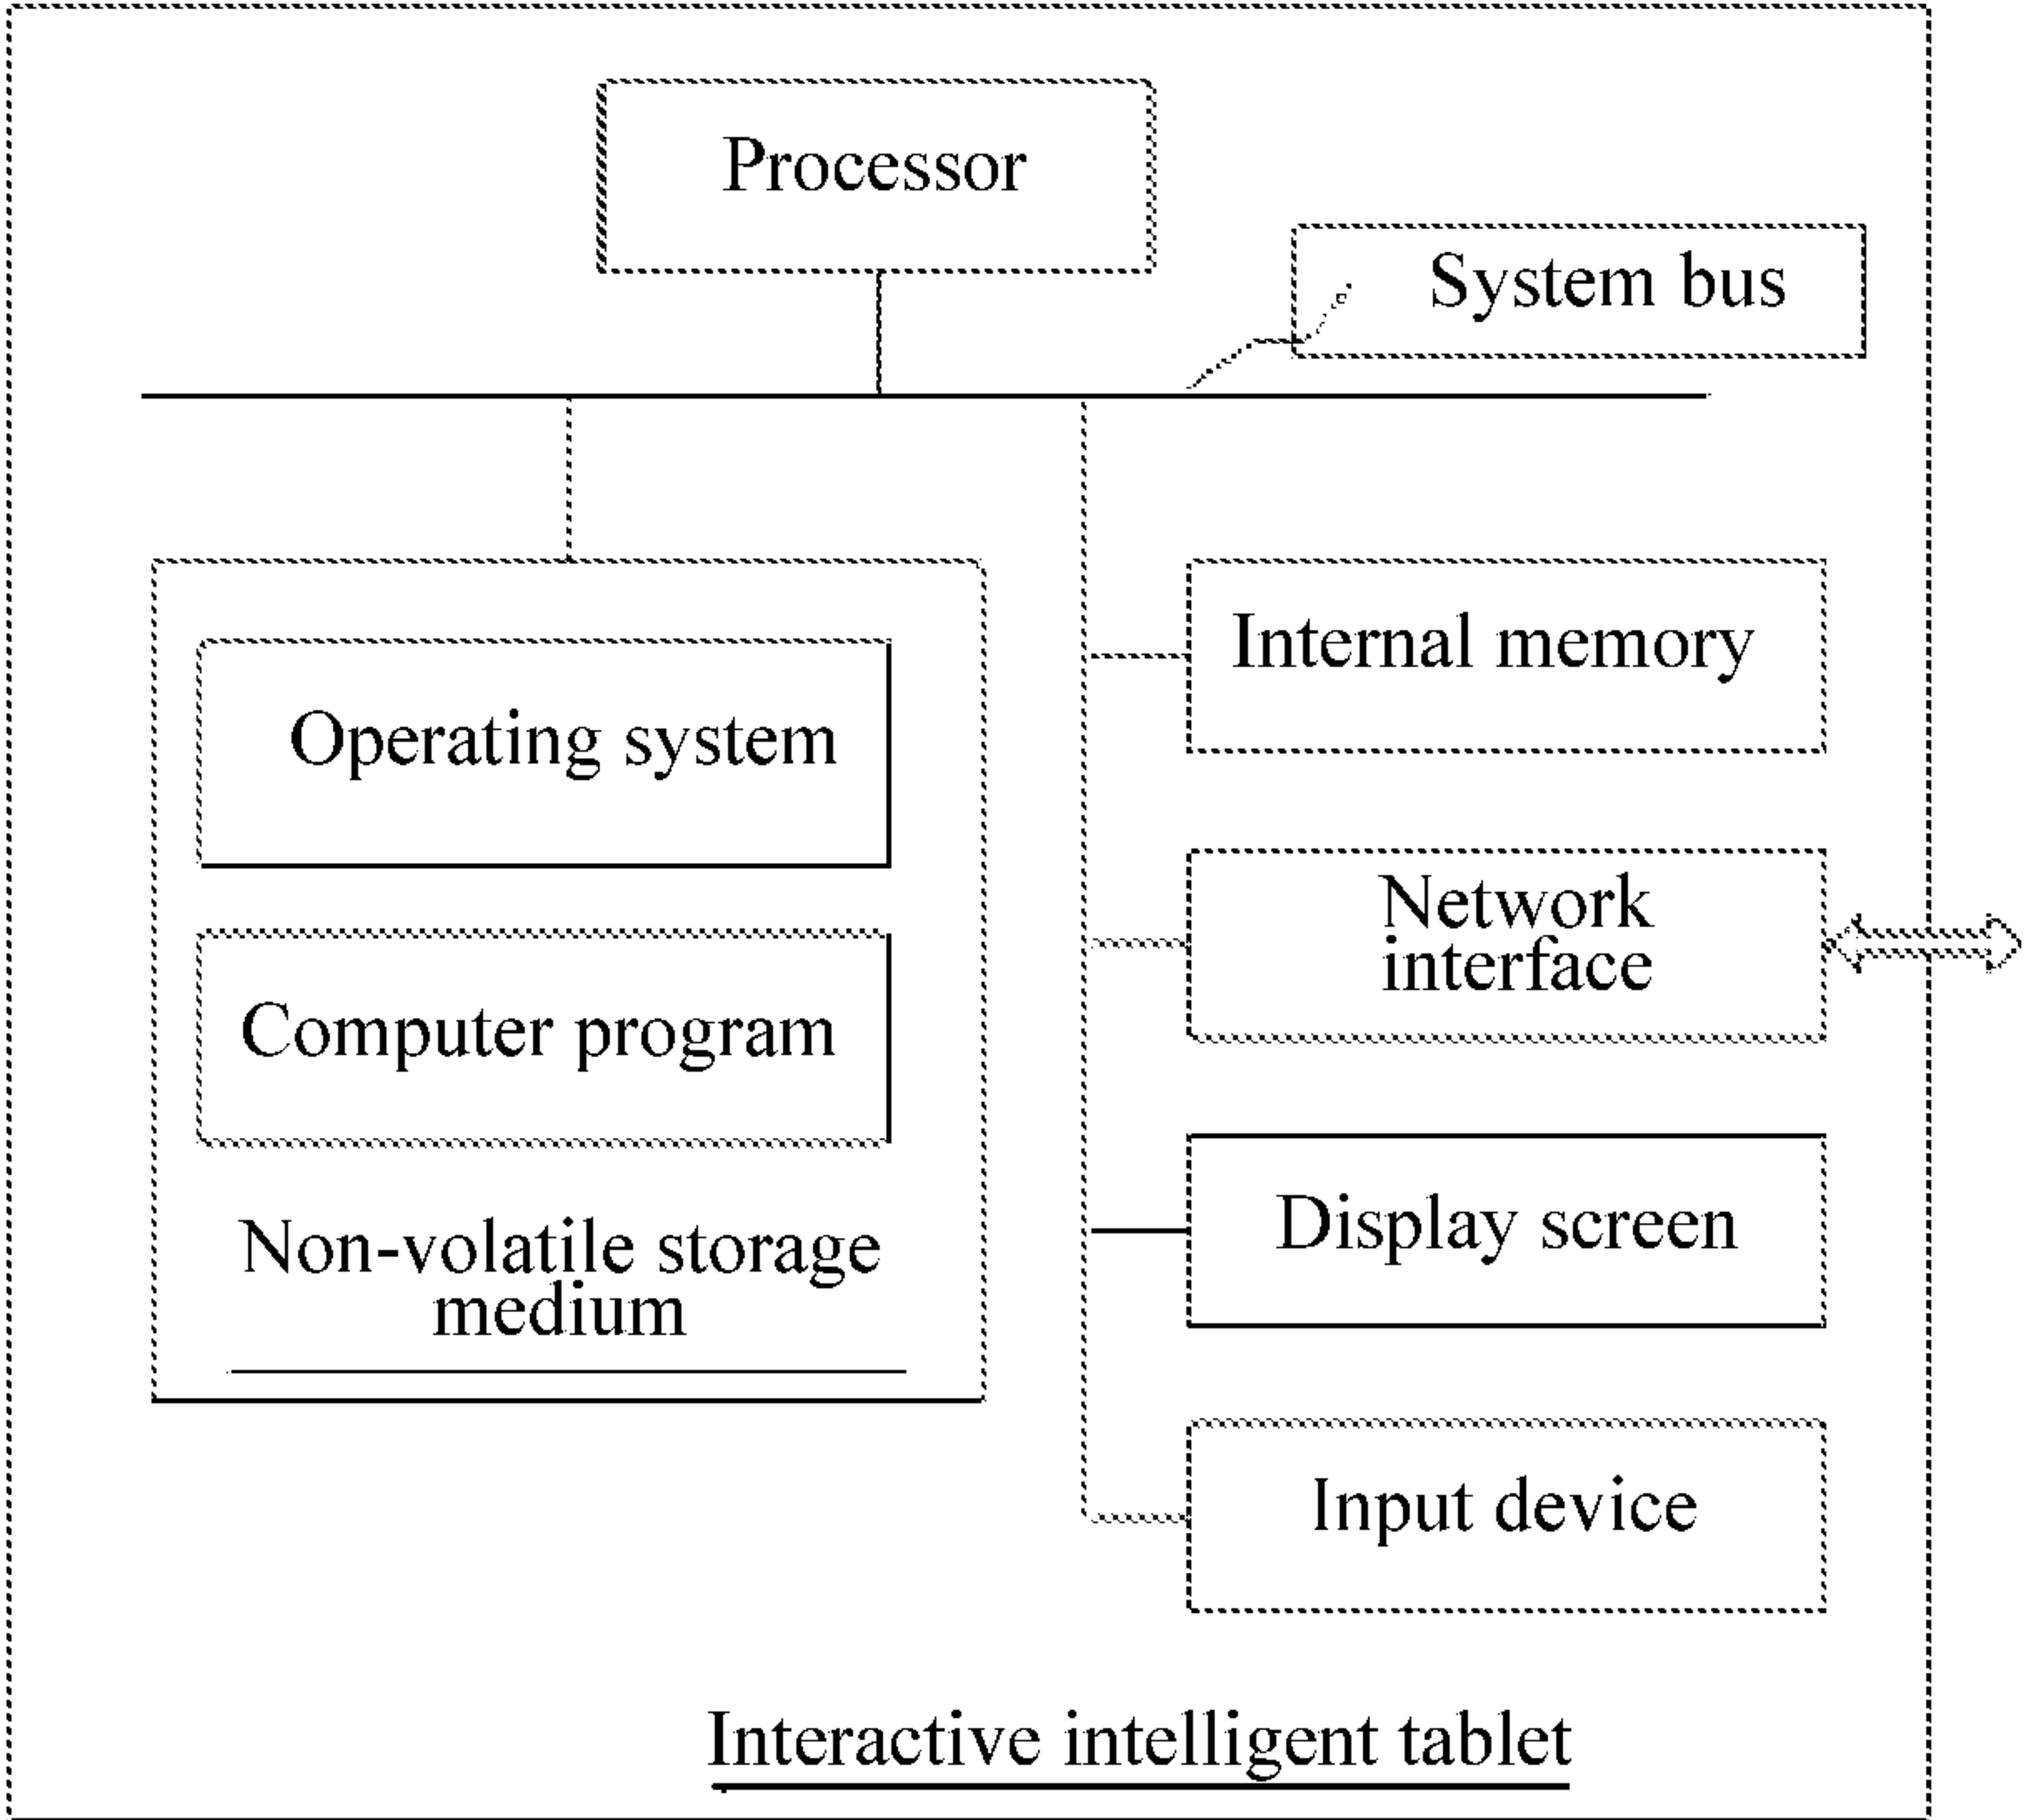 Processor
System bus
Operating system
Computer program
Non-volatile storage
medium
Internal memory
Network
interface
Display screen
Input device
Interactive intelligent tablet